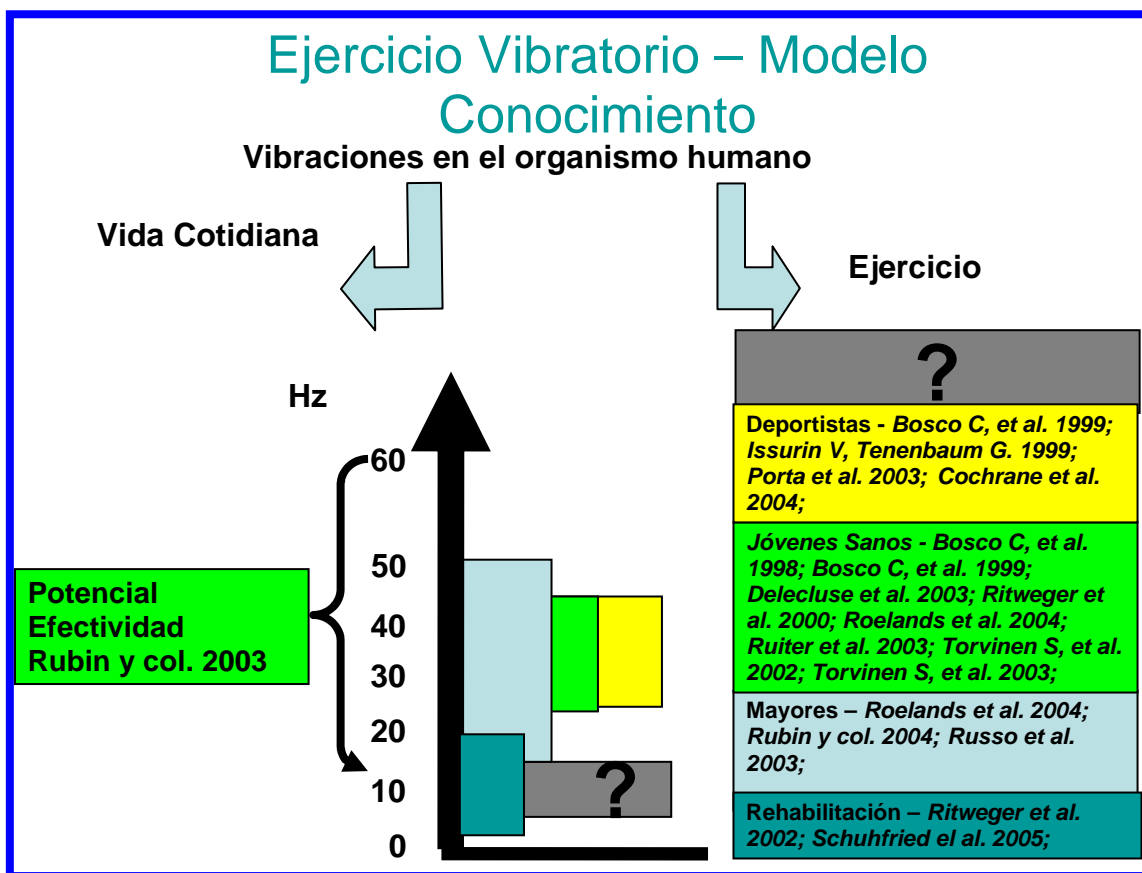 Ejercicio Vibratorio – Modelo
Conocimiento
Vibraciones en el organismo humano
Vida Cotidiana
Ejercicio
Hz
60
50
40
30
20
10
0
Potencial
Efectividad
Rubin y col. 2003
?
?
Deportistas - Bosco C, et al. 1999;
Issurin V, Tenenbaum G. 1999;
Porta et al. 2003; Cochrane et al.
2004;
Jóvenes Sanos - Bosco C, et al.
1998; Bosco C, et al. 1999;
Delecluse et al. 2003; Ritweger et
al. 2000; Roelands et al. 2004;
Ruiter et al. 2003; Torvinen S, et al.
2002; Torvinen S, et al. 2003;
Mayores – Roelands et al. 2004;
Rubin y col. 2004; Russo et al.
2003;
Rehabilitación – Ritweger et al.
2002; Schuhfried el al. 2005;